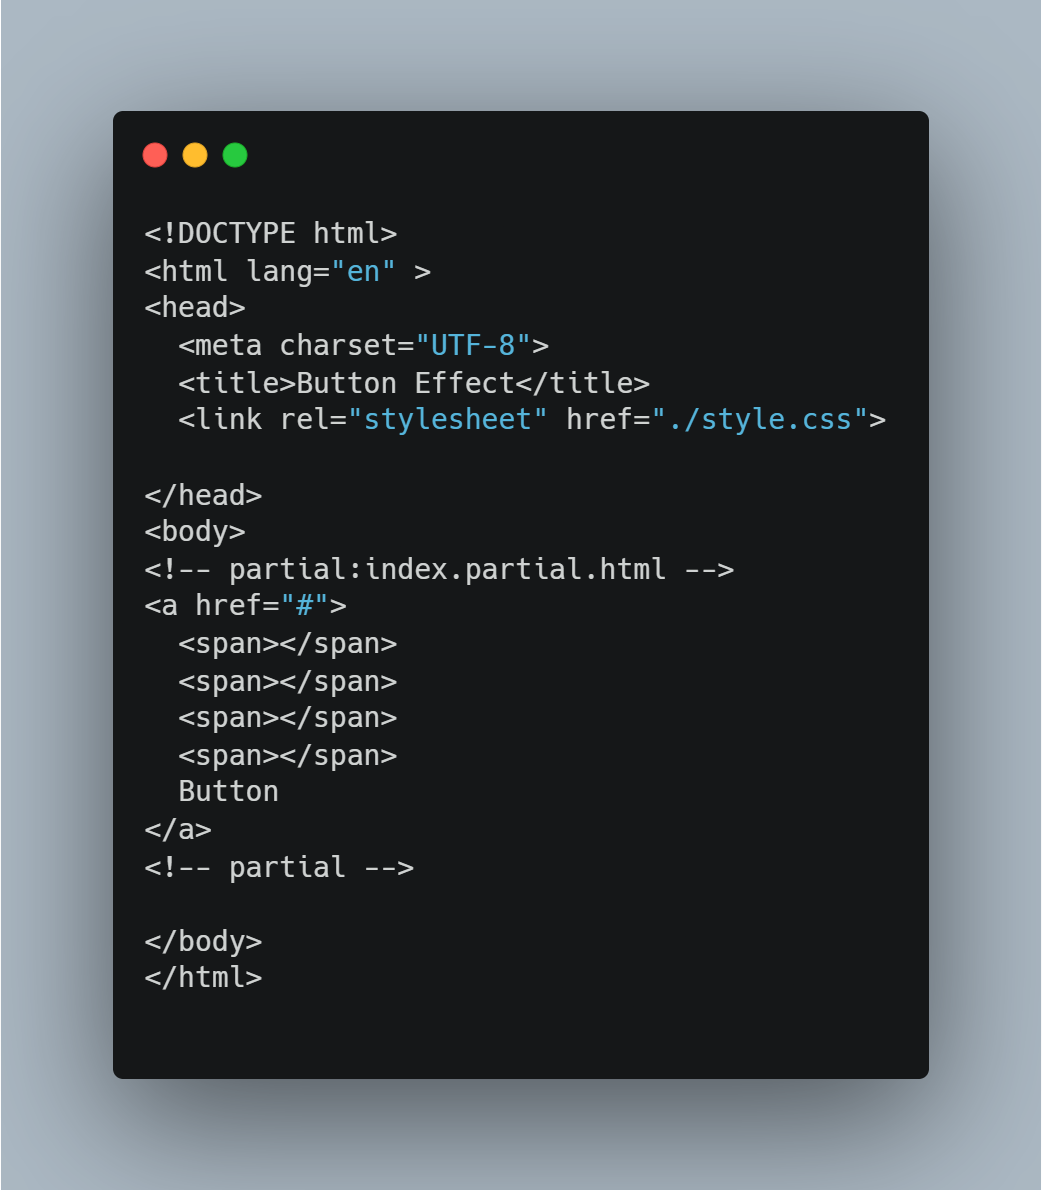 <!DOCTYPE html>
<html lang="en" >
<head>
  <meta charset="UTF-8">
  <title>Button Effect</title>
  <link rel="stylesheet" href="./style.css">

</head>
<body>
<!-- partial:index.partial.html -->
<a href="#">
  <span></span>
  <span></span>
  <span></span>
  <span></span>
  Button
</a>
<!-- partial -->

</body>
</html>